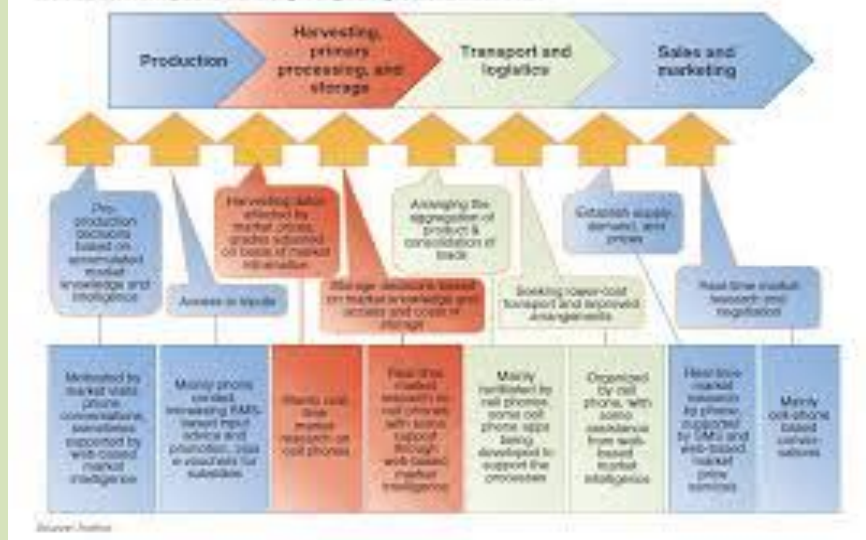 Production
Harvesting,
primary
processing, and
storage
Transport and
logistics
Sales and
marketing
Pre-
production
decisions
based on
accumulated
market
knowledge and
intelligence
Access to inputs
Harvesting dates
affected by
market prices,
grades adjusted
on basis of market
information
Storage decisions based
on market knowledge and
access and costs of
storage
Arranging the
aggregation of
product &
consolidation of
loads
Seeking lower-cost
transport and improved
arrangements
Establish supply,
demand, and
prices
Real-time market
research and
negotiation
Motivated by
market visits
phone
conversations,
sometimes
supported by
web-based
market
intelligence
Mainly phone
increasing SMS-
based input
advice and
promotion, also
e-vouchers for
subsidies
Mainly
time
market
research on
cell phones
Real-time
market
research by
cell phones
with some
support
through
web-based
market
intelligence
Mainly
facilitated by
cell phones,
some cell
phone apps
being
developed to
support the
processes
Organized
by cell
phone, with
some
assistance
from web-
based
market
intelligence
Real-time
market
research
by phone,
supported
by SMS and
web-based
market
price
services
Mainly
cell-phone
based
conver-
sations
Source: Author